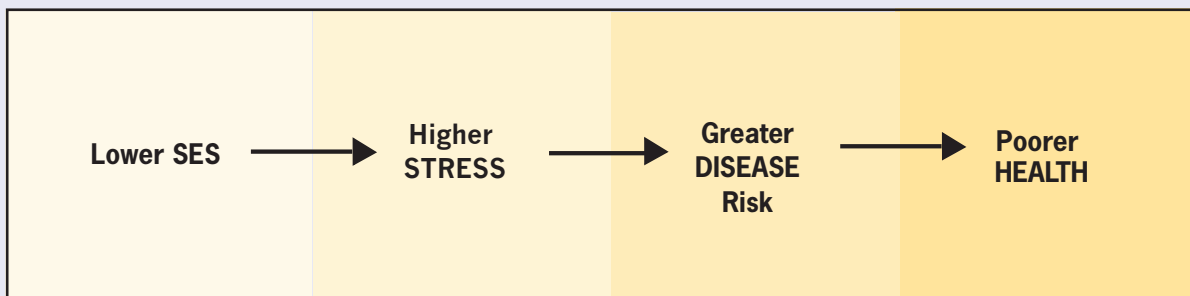 Lower SES
Higher
STRESS
Greater
DISEASE
Risk
Poorer
HEALTH